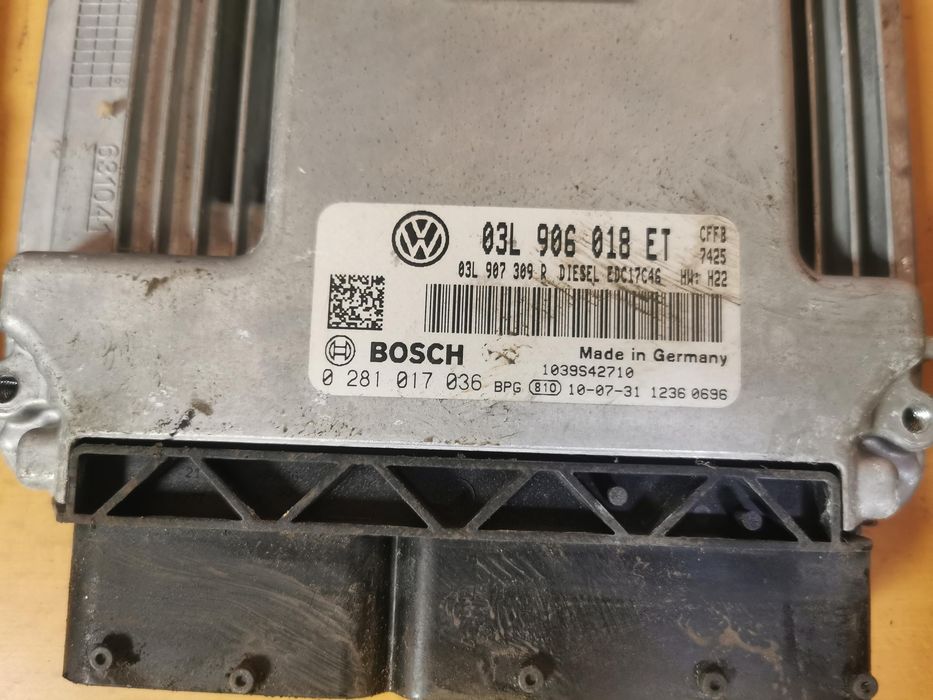 631041
03L 906 018 ET CFFB
7425
03L 907 309 R DIESEL EDC17C46 HW: H22
BOSCH Made in Germany
1039S42710
0 281 017 036 BPG 810 10-07-31 1236 0696